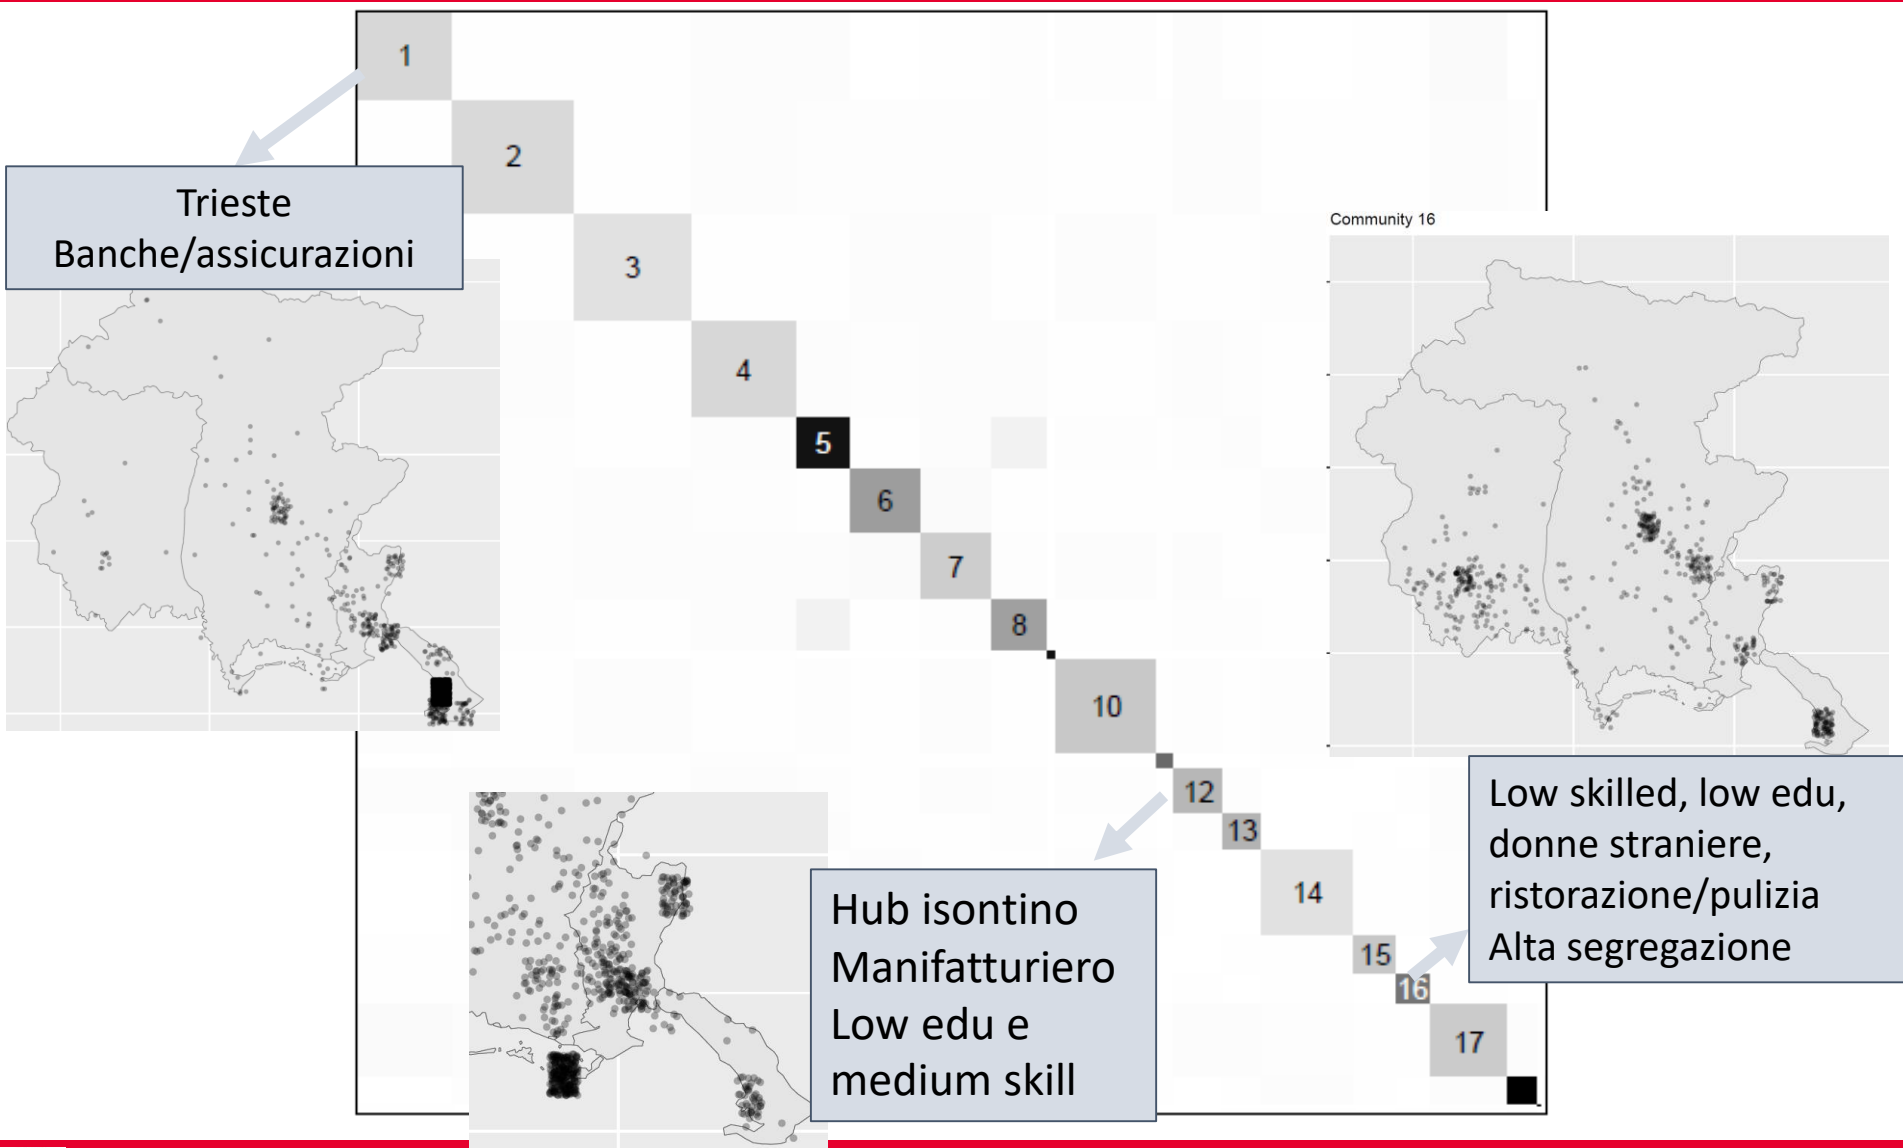 1
2
Trieste
Banche/assicurazioni
3
Community 16
4
5
6
7
8
10
12
13
14
15
16
17
Hub isontino
Manifatturiero
Low edu e
medium skill
Low skilled, low edu,
donne straniere,
ristorazione/pulizia
Alta segregazione